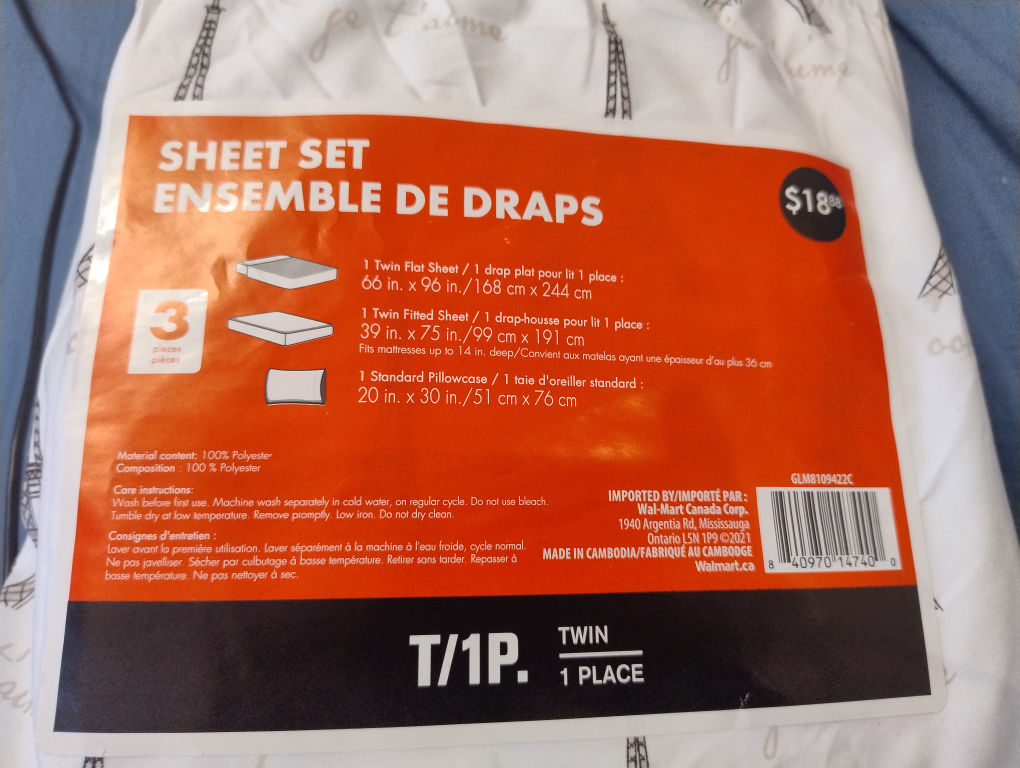 je t'aime
SHEET SET
ENSEMBLE DE DRAPS
$18.88
1 Twin Flat Sheet / 1 drap plat pour lit 1 place :
66 in. x 96 in./168 cm x 244 cm
1 Twin Fitted Sheet / 1 drap-housse pour lit 1 place :
39 in. x 75 in./99 cm x 191 cm
Fits mattresses up to 14 in. deep/Convient aux matelas ayant une épaisseur d'au plus 36 cm
1 Standard Pillowcase / 1 taie d'oreiller standard :
20 in. x 30 in./51 cm x 76 cm
3
pieces
pièces
Material content: 100% Polyester
Composition : 100 % Polyester
Care instructions:
Wash before first use. Machine wash separately in cold water, on regular cycle. Do not use bleach.
Tumble dry at low temperature. Remove promptly. Low iron. Do not dry clean.
Consignes d'entretien :
Laver avant la première utilisation. Laver séparément à la machine à l'eau froide, cycle normal.
Ne pas javelliser. Sécher par culbutage à basse température. Retirer sans tarder. Repasser à
basse température. Ne pas nettoyer à sec.
GLM8109422C
IMPORTED BY/IMPORTÉ PAR :
Wal-Mart Canada Corp.
1940 Argentia Rd, Mississauga
Ontario L5N 1P9 ©2021
MADE IN CAMBODIA/FABRIQUÉ AU CAMBODGE
Walmart.ca
8 40970 14740 0
T/1P.
TWIN
1 PLACE